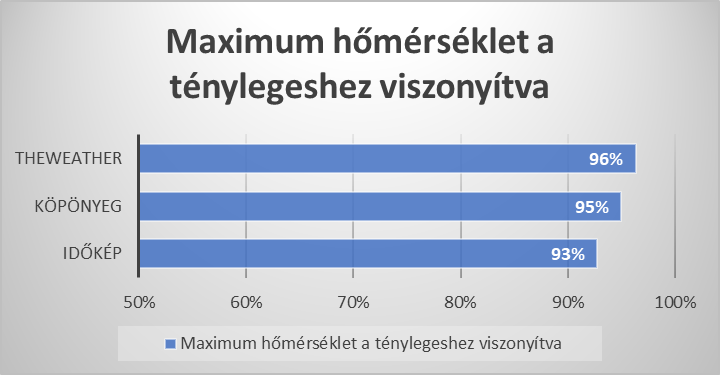 Maximum hőmérséklet a
ténylegeshez viszonyítva
THEWEATHER
96%
KÖPÖNYEG
95%
IDŐKÉP
93%
50%
60%
70%
80%
90%
100%
Maximum hőmérséklet a ténylegeshez viszonyítva